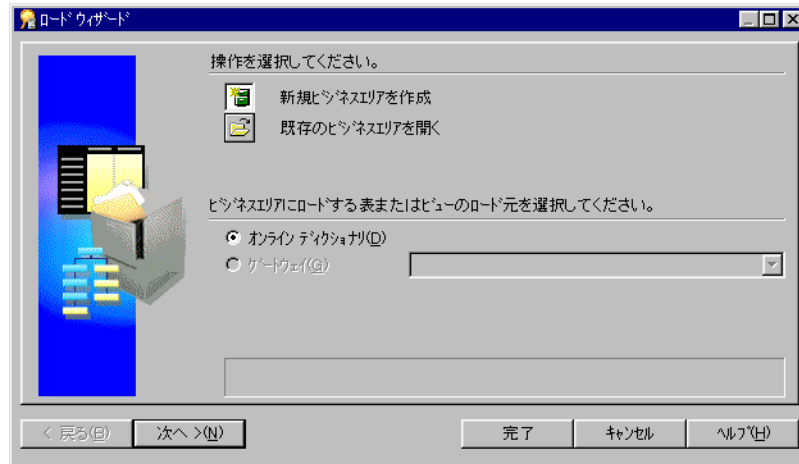 ﾛｰﾄﾞ ｳｨｻﾞｰﾄﾞ
操作を選択してください。
新規ﾋﾞｼﾞﾈｽｴﾘｱを作成
既存のﾋﾞｼﾞﾈｽｴﾘｱを開く
ﾋﾞｼﾞﾈｽｴﾘｱにﾛｰﾄﾞする表またはﾋﾞｭｰのﾛｰﾄﾞ元を選択してください。
ｵﾝﾗｲﾝ ﾃﾞｨｸｼｮﾅﾘ(D)
ｹﾞｰﾄｳｪｲ(G)
< 戻る(B) 次へ >(N) 完了 ｷｬﾝｾﾙ ﾍﾙﾌﾟ(H)